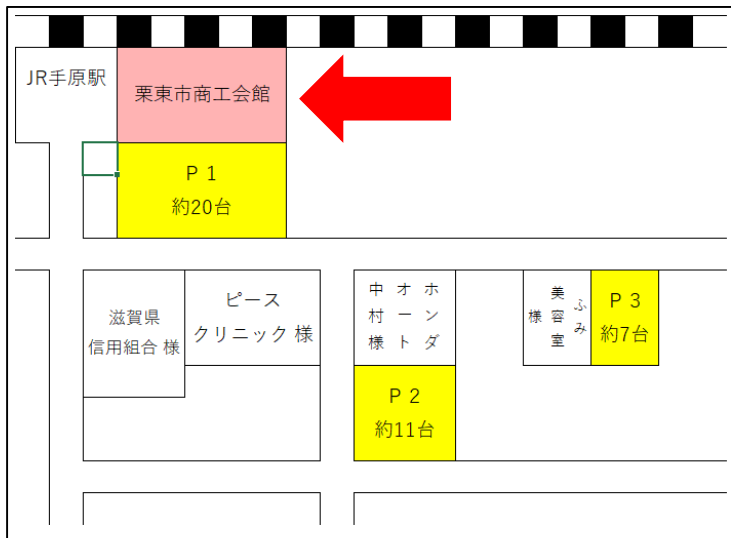 JR手原駅
栗東市商工会館
Ｐ１
約20台
滋賀県
信用組合 様
ピース
クリニック 様
ホンダ
オート
中村様
ふみ
美容室
様
Ｐ３
約7台
Ｐ２
約11台